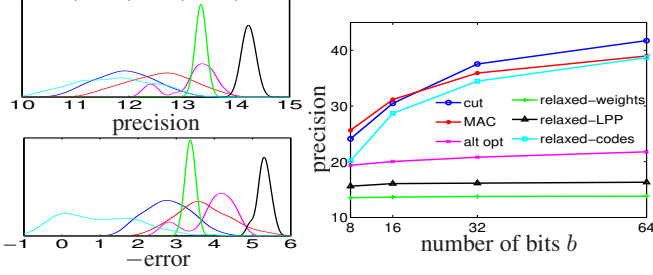 10 11 12 13 14 15
precision
−1 0 1 2 3 4 5 6
−error
precision
40
30
20
10
cut
MAC
alt opt
relaxed−weights
relaxed−LPP
relaxed−codes
8 16 32 64
number of bits b